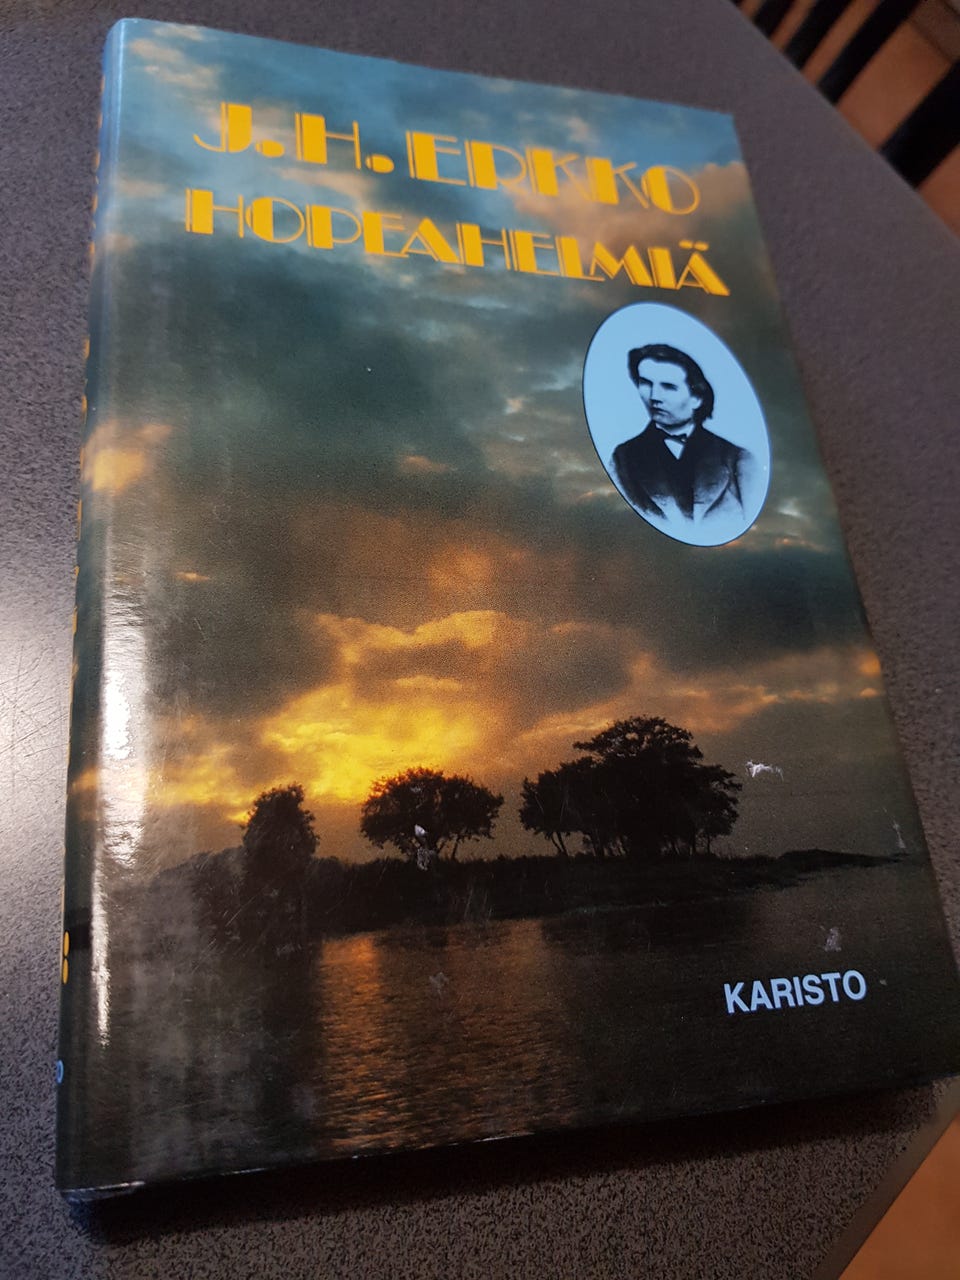 J.H. ERKKO
HOPEAHELMIÄ
KARISTO